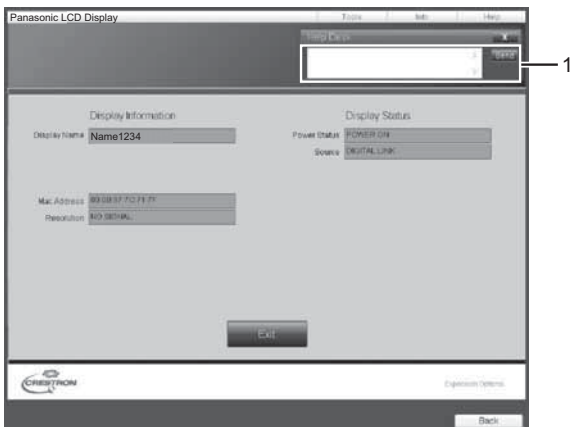 Panasonic LCD Display
Tools Info Help
Help Desk X
Send
1
Display Information
Display Status
Display Name Name1234
Power Status POWER ON
Source DIGITAL LINK
Mac Address
Resolution NO SIGNAL
Exit
CRESTRON
Expansion Options
Back